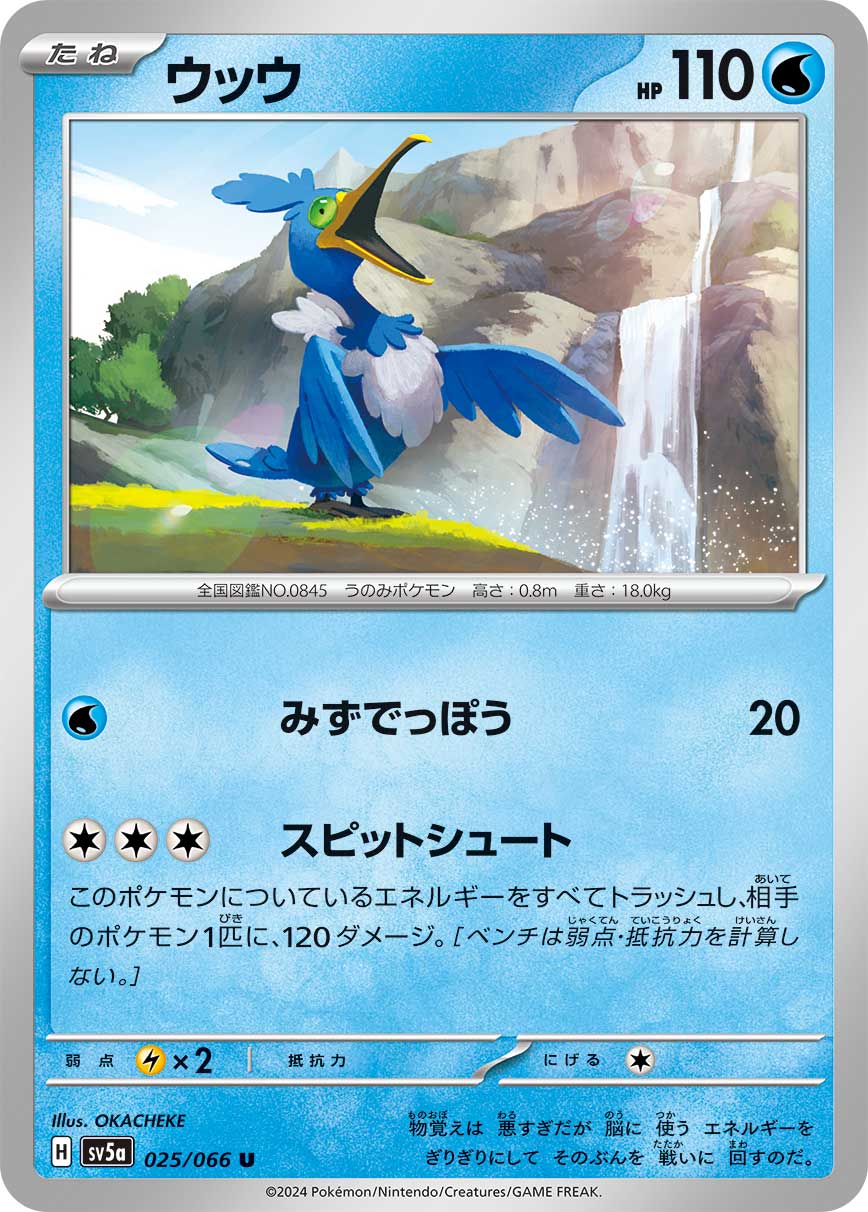 たね
ウッウ
HP 110
全国図鑑NO.0845 うのみポケモン 高さ:0.8m 重さ:18.0kg
みずでっぽう 20
スピットシュート
このポケモンについているエネルギーをすべてトラッシュし、相手
のポケモン1匹に、120ダメージ。[ベンチは弱点・抵抗力を計算し
ない。]
弱点 ×2 抵抗力 にげる
Illus. OKACHEKE
物覚えは 悪すぎだが 脳に 使う エネルギーを
ぎりぎりにして そのぶんを 戦いに 回すのだ。
H sv5a 025/066 U
©2024 Pokémon/Nintendo/Creatures/GAME FREAK.